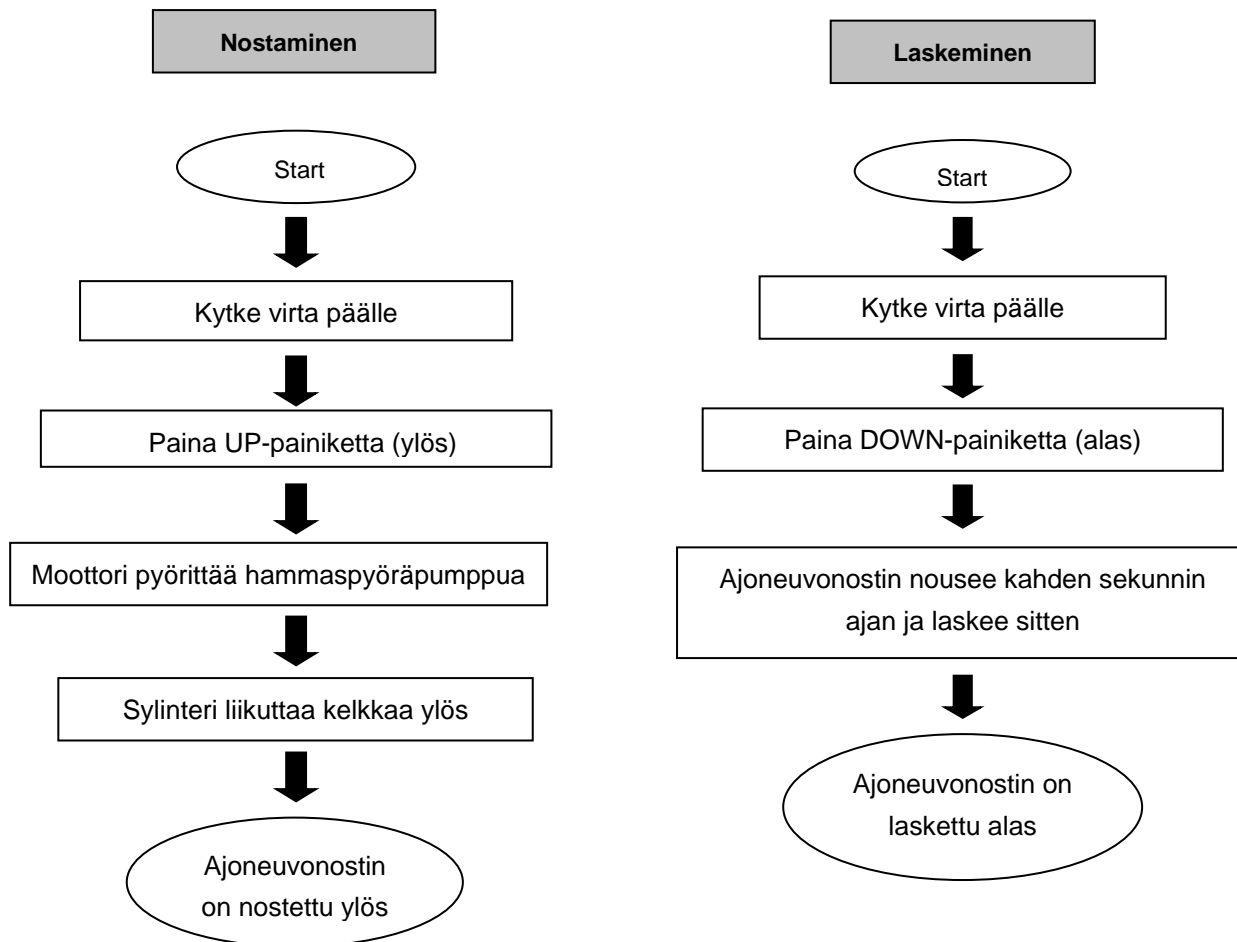 Nostaminen
Start
Kytke virta päälle
Paina UP-painiketta (ylös)
Moottori pyörittää hammaspyöräpumppua
Sylinteri liikuttaa kelkkaa ylös
Ajoneuvonostin
on nostettu ylös
Laskeminen
Start
Kytke virta päälle
Paina DOWN-painiketta (alas)
Ajoneuvonostin nousee kahden sekunnin
ajan ja laskee sitten
Ajoneuvonostin on
laskettu alas